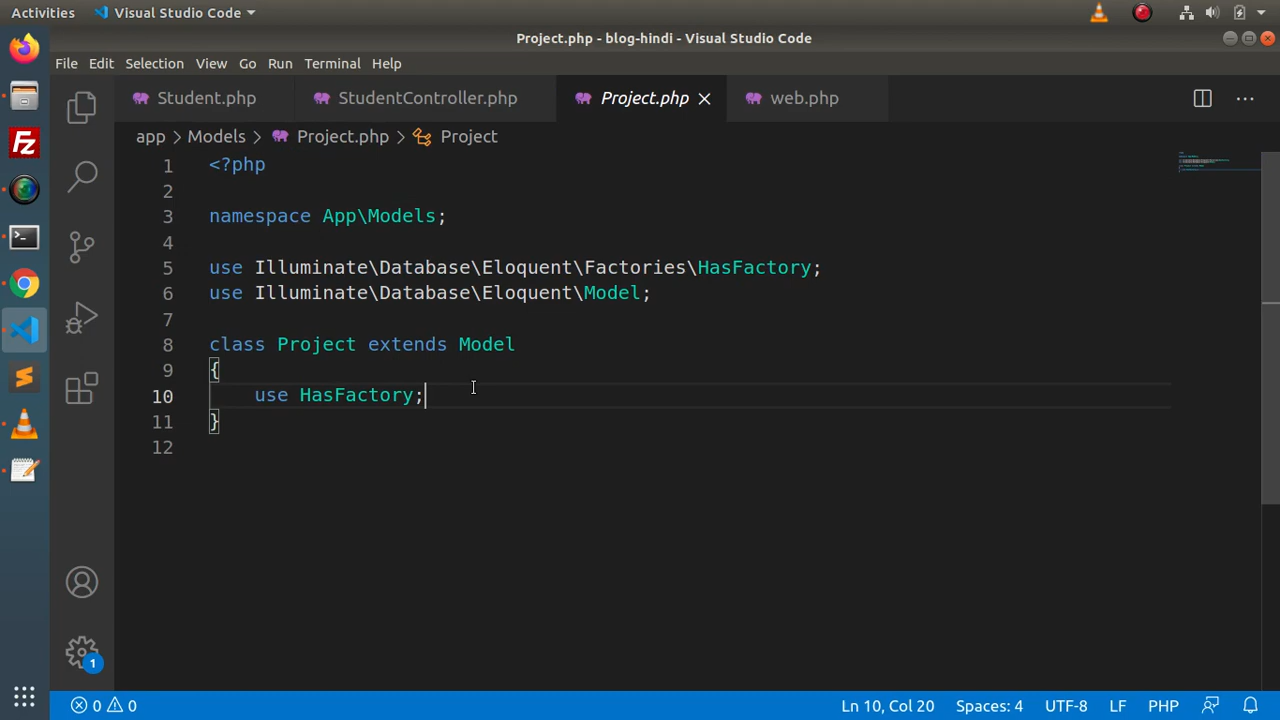 Activities Visual Studio Code
Project.php - blog-hindi - Visual Studio Code
File Edit Selection View Go Run Terminal Help
Student.php StudentController.php Project.php web.php
app > Models > Project.php > Project
1 <?php
2
3 namespace App\Models;
4
5 use Illuminate\Database\Eloquent\Factories\HasFactory;
6 use Illuminate\Database\Eloquent\Model;
7
8 class Project extends Model
9 {
10 use HasFactory;
11 }
12
1
0 0 Ln 10, Col 20 Spaces: 4 UTF-8 LF PHP